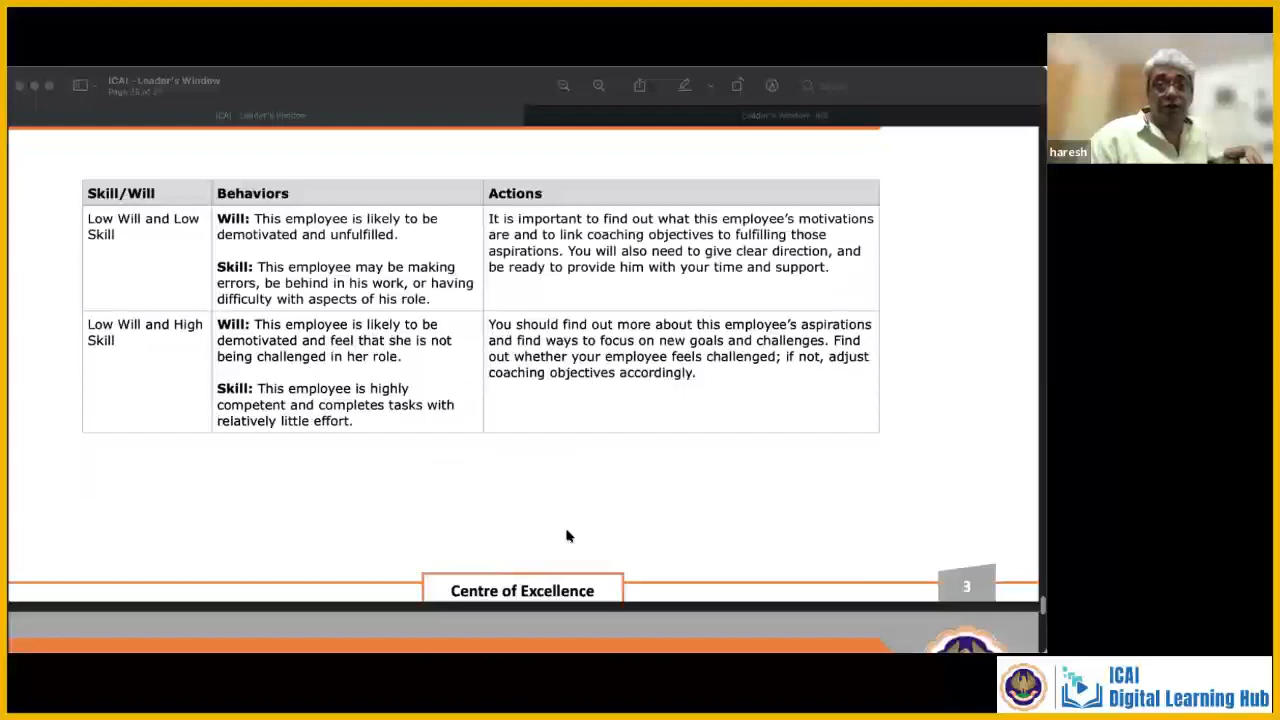 ICAI - Leader's Window
ICAI - Leader's Window
haresh
Skill/Will Behaviors Actions
Low Will and Low
Skill
Will: This employee is likely to be
demotivated and unfulfilled.
Skill: This employee may be making
errors, be behind in his work, or having
difficulty with aspects of his role.
It is important to find out what this employee's motivations
are and to link coaching objectives to fulfilling those
aspirations. You will also need to give clear direction, and
be ready to provide him with your time and support.
Low Will and High
Skill
Will: This employee is likely to be
demotivated and feel that she is not
being challenged in her role.
Skill: This employee is highly
competent and completes tasks with
relatively little effort.
You should find out more about this employee's aspirations
and find ways to focus on new goals and challenges. Find
out whether your employee feels challenged; if not, adjust
coaching objectives accordingly.
Centre of Excellence
3
ICAI
Digital Learning Hub